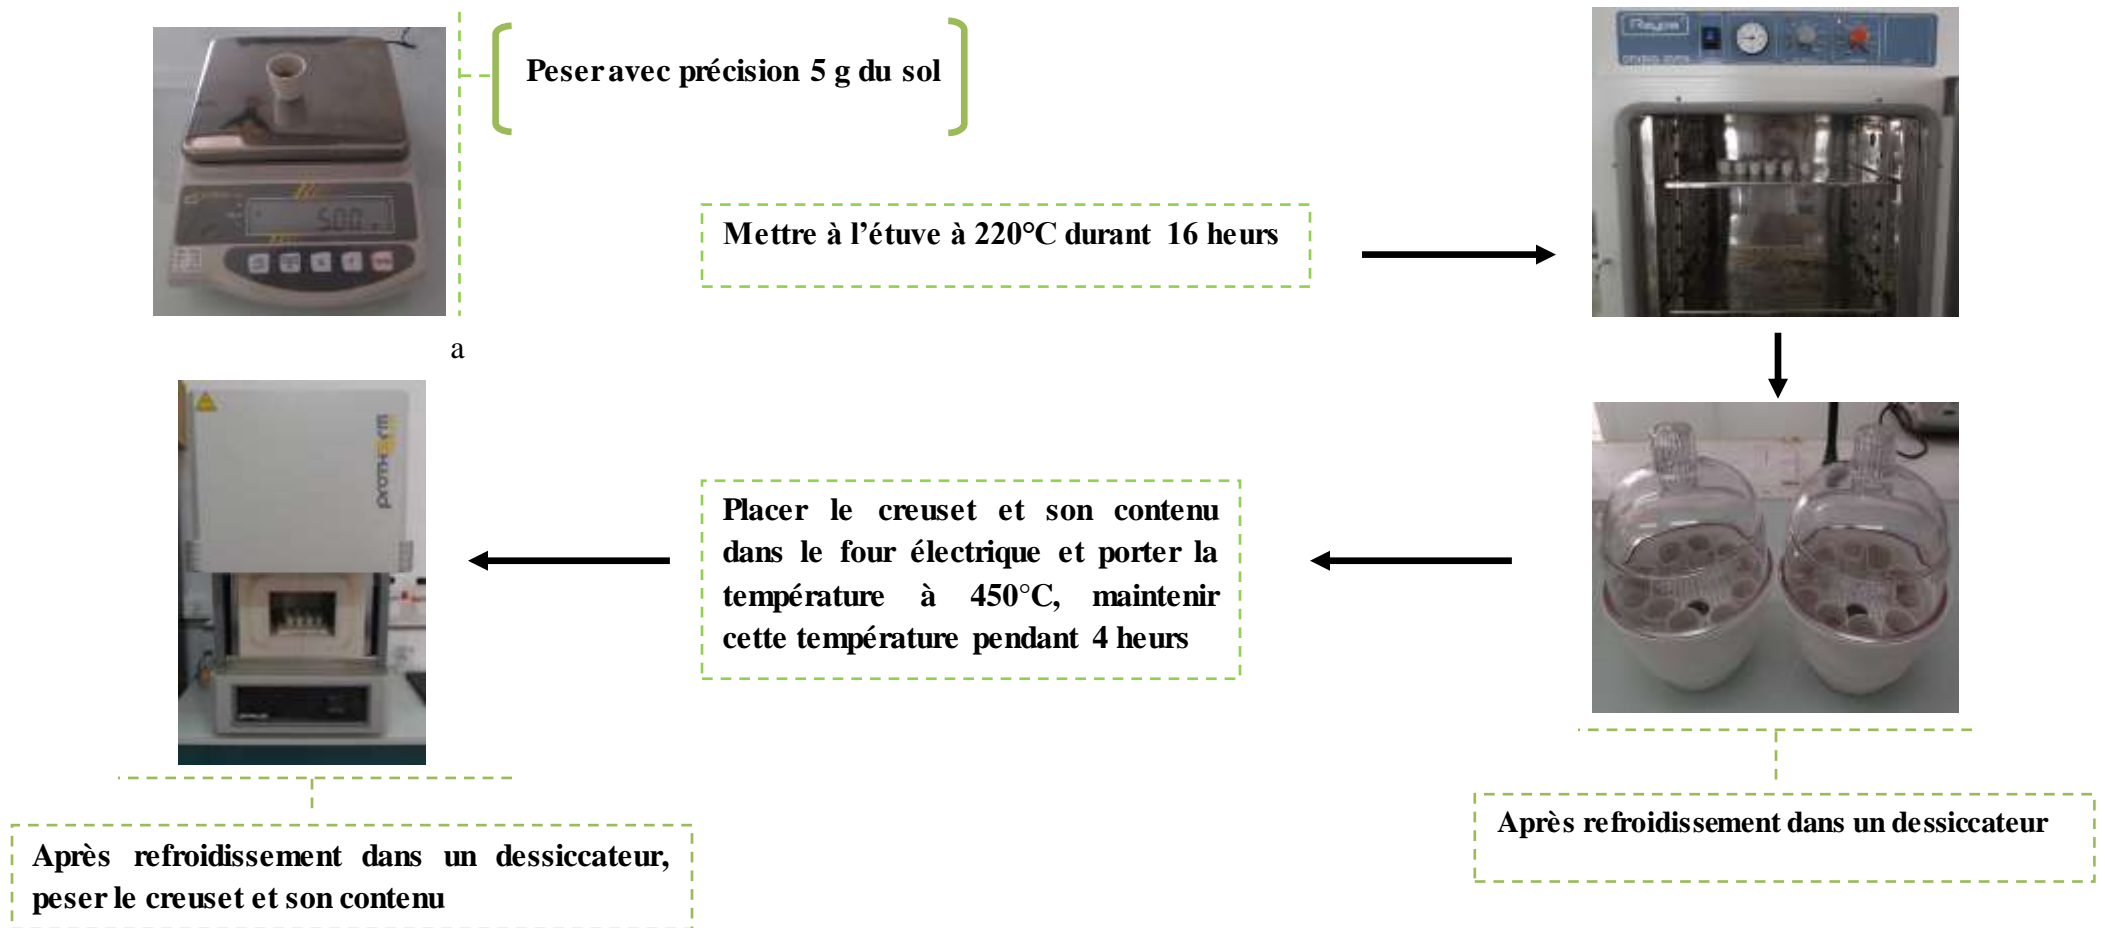 Peser avec précision 5 g du sol
Mettre à l'étuve à 220°C durant 16 heurs
a
Placer le creuset et son contenu
dans le four électrique et porter la
température à 450°C, maintenir
cette température pendant 4 heurs
protherm
Après refroidissement dans un dessiccateur
Après refroidissement dans un dessiccateur,
peser le creuset et son contenu